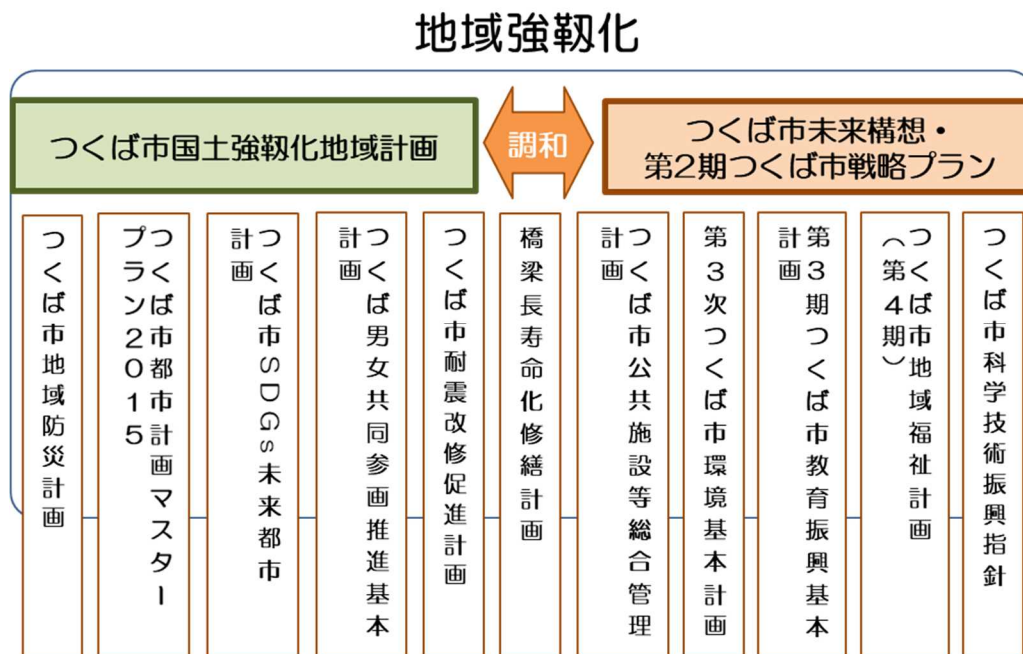 地域強靱化
つくば市国土強靱化地域計画
調和
つくば市未来構想・
第2期つくば市戦略プラン
つくば市地域防災計画
つくば市都市計画マスター
プラン2015
つくば市SDGs未来都市
計画
つくば男女共同参画推進基本
計画
つくば市耐震改修促進計画
橋梁長寿命化修繕計画
つくば市公共施設等総合管理
計画
第3次つくば市環境基本計画
第3期つくば市教育振興基本
計画
つくば市地域福祉計画
(第4期)
つくば市科学技術振興指針